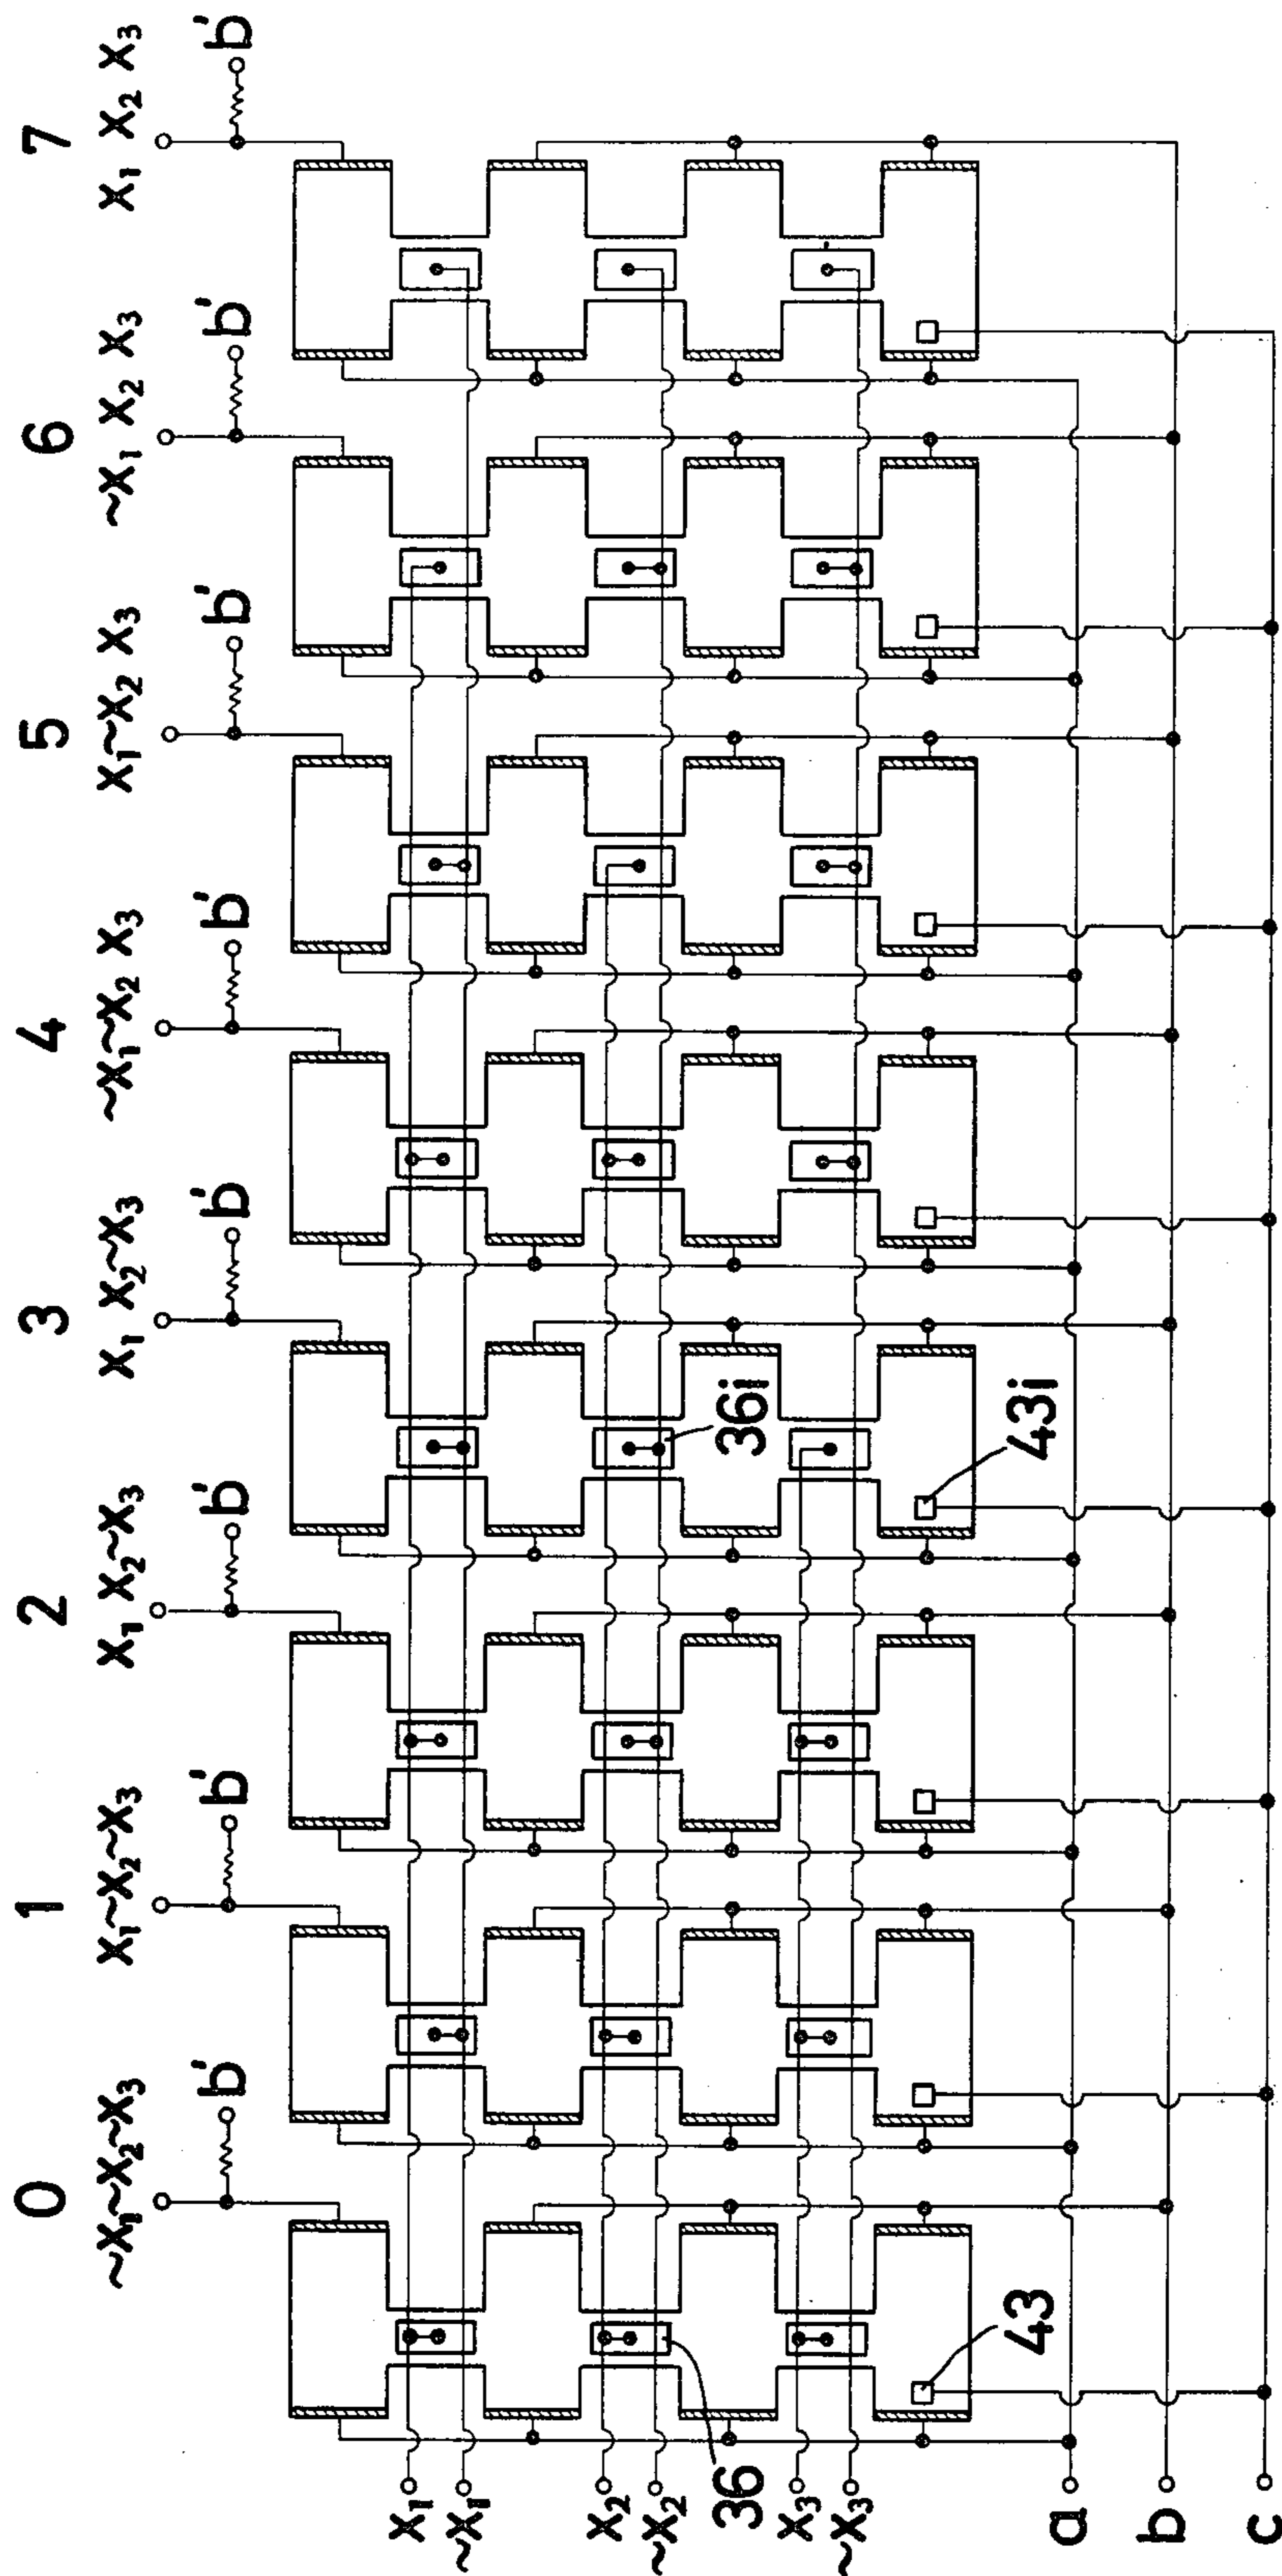 0 1 2 3 4 5 6 7
~X₁~X₂~X₃ X₁~X₂~X₃ X₁ X₂~X₃ X₁ X₂~X₃ ~X₁~X₂ X₃ X₁~X₂ X₃ ~X₁ X₂ X₃ X₁ X₂ X₃
b' b' b' b' b' b' b' b'
X₁
~X₁
X₂
~X₂
36
36i
X₃
~X₃
43
43i
a
b
c